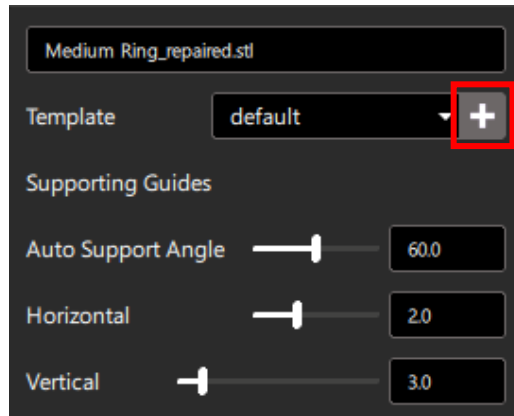 Medium Ring_repaired.stl
Template default +
Supporting Guides
Auto Support Angle 60.0
Horizontal 2.0
Vertical 3.0